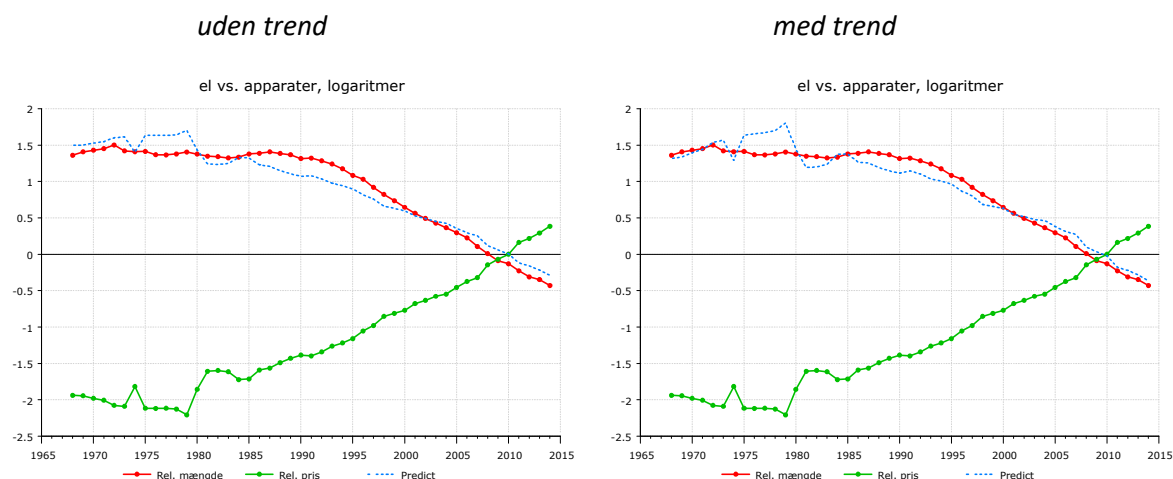 uden trend
med trend
el vs. apparater, logaritmer
2
1.5
1
0.5
0
-0.5
-1
-1.5
-2
-2.5
1965 1970 1975 1980 1985 1990 1995 2000 2005 2010 2015
Rel. mængde Rel. pris Predict
el vs. apparater, logaritmer
2
1.5
1
0.5
0
-0.5
-1
-1.5
-2
-2.5
1965 1970 1975 1980 1985 1990 1995 2000 2005 2010 2015
Rel. mængde Rel. pris Predict